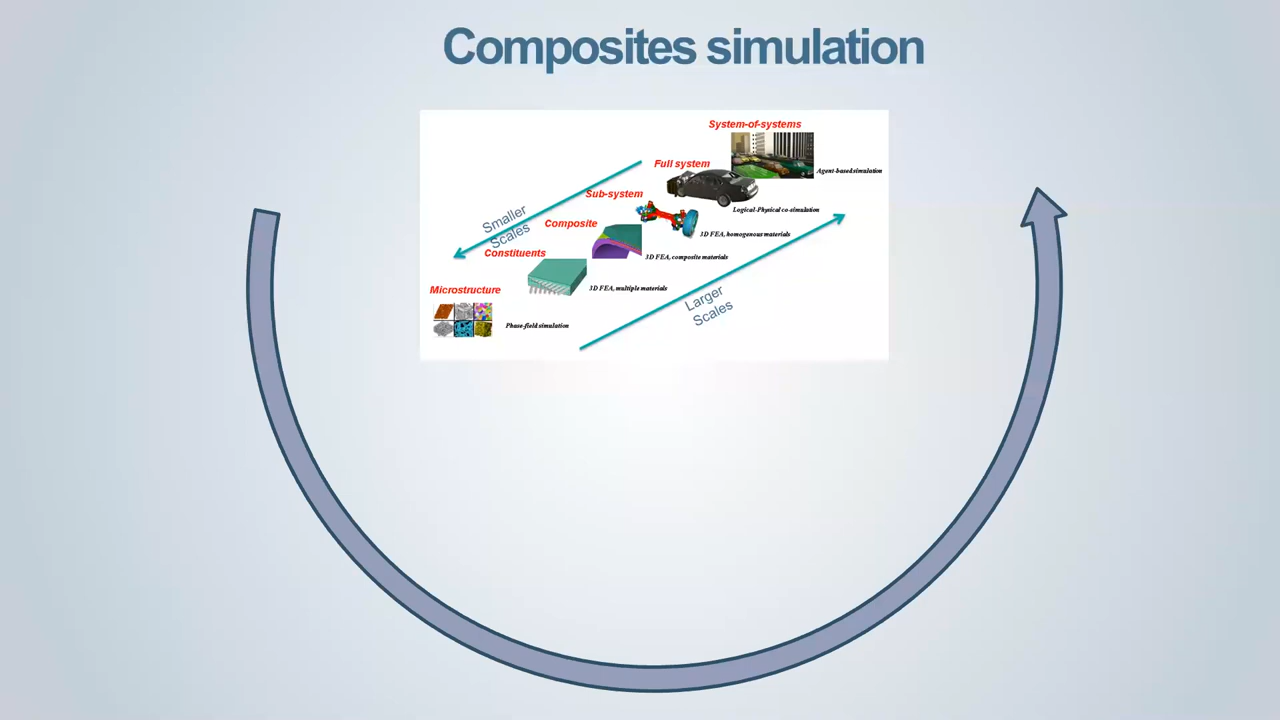 Composites simulation
System-of-systems
Agent-based simulation
Full system
Logical-Physical co-simulation
Sub-system
3D FEA, homogenous materials
Smaller
Scales
Composite
3D FEA, composite materials
Constituents
3D FEA, multiple materials
Larger
Scales
Microstructure
Phase-field simulation